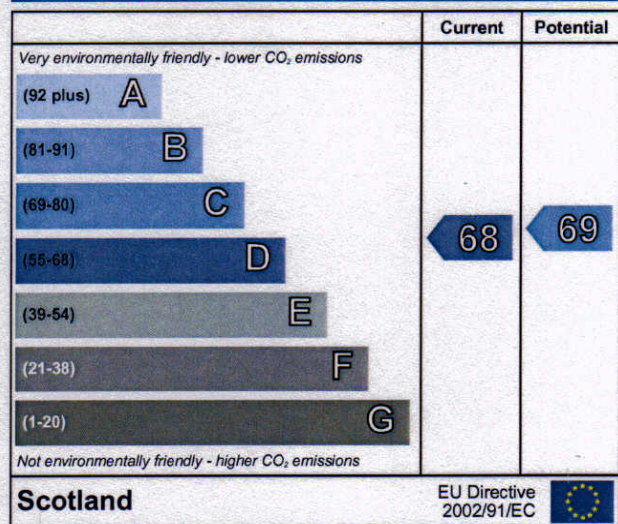 Current Potential
Very environmentally friendly - lower CO₂ emissions
(92 plus) A
(81-91) B
(69-80) C
(55-68) D
(39-54) E
(21-38) F
(1-20) G
68 69
Not environmentally friendly - higher CO₂ emissions
Scotland
EU Directive
2002/91/EC